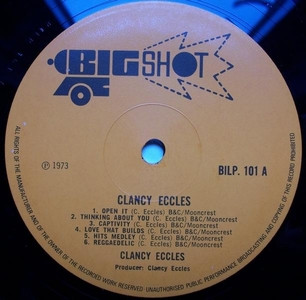 BIG SHOT
ALL RIGHTS OF THE MANUFACTURER AND OF THE OWNER OF THE RECORDED WORK RESERVED UNAUTHORISED PUBLIC PERFORMANCE BROADCASTING AND COPYING OF THIS RECORD PROHIBITED
℗ 1973
BILP. 101 A
CLANCY ECCLES
1. OPEN IT (C. Eccles) B&C/Mooncrest
2. THINKING ABOUT YOU (C. Eccles) B&C/Mooncrest
3. CAPTIVITY (C. Eccles) B&C/Mooncrest
4. LOVE THAT BUILDS (C. Eccles) B&C/Mooncrest
5. HITS MEDLEY (C. Eccles) B&C/Mooncrest
6. REGGAEDELIC (C. Eccles) B&C/Mooncrest
CLANCY ECCLES
Producer: Clancy Eccles